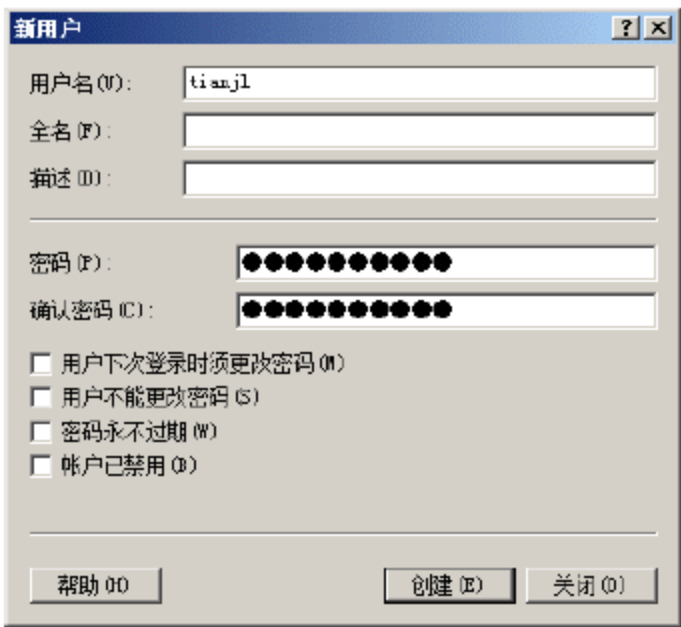 新用户
用户名(U):
tianjl
全名(F):
描述(D):
密码(P):
●●●●●●●●●●
确认密码(C):
●●●●●●●●●●
用户下次登录时须更改密码(M)
用户不能更改密码(S)
密码永不过期(W)
帐户已禁用(B)
帮助(H)
创建(E)
关闭(O)